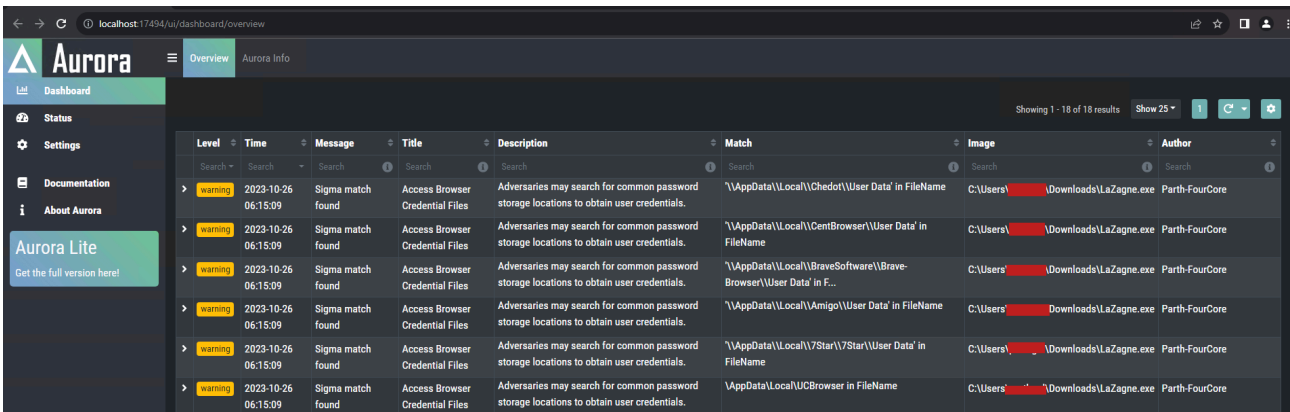 localhost:17494/ui/dashboard/overview
Aurora
Overview Aurora Info
Dashboard
Status
Settings
Documentation
About Aurora
Aurora Lite
Get the full version here!
Showing 1 - 18 of 18 results Show 25 1
Level Time Message Title Description Match Image Author
Search Search Search Search Search Search Search Search
warning 2023-10-26 Sigma match Access Browser Adversaries may search for common password '\\AppData\\Local\\Chedot\\User Data' in FileName C:\Users\ \Downloads\LaZagne.exe Parth-FourCore
06:15:09 found Credential Files storage locations to obtain user credentials.
warning 2023-10-26 Sigma match Access Browser Adversaries may search for common password '\\AppData\\Local\\CentBrowser\\User Data' in C:\Users\ \Downloads\LaZagne.exe Parth-FourCore
06:15:09 found Credential Files storage locations to obtain user credentials. FileName
warning 2023-10-26 Sigma match Access Browser Adversaries may search for common password '\\AppData\\Local\\BraveSoftware\\Brave- C:\Users\ \Downloads\LaZagne.exe Parth-FourCore
06:15:09 found Credential Files storage locations to obtain user credentials. Browser\\User Data' in F...
warning 2023-10-26 Sigma match Access Browser Adversaries may search for common password '\\AppData\\Local\\Amigo\\User Data' in FileName C:\Users\ Downloads\LaZagne.exe Parth-FourCore
06:15:09 found Credential Files storage locations to obtain user credentials.
warning 2023-10-26 Sigma match Access Browser Adversaries may search for common password '\\AppData\\Local\\7Star\\7Star\\User Data' in C:\Users\ \Downloads\LaZagne.exe Parth-FourCore
06:15:09 found Credential Files storage locations to obtain user credentials. FileName
warning 2023-10-26 Sigma match Access Browser Adversaries may search for common password \AppData\Local\UCBrowser in FileName C:\Users\ \Downloads\LaZagne.exe Parth-FourCore
06:15:09 found Credential Files storage locations to obtain user credentials.